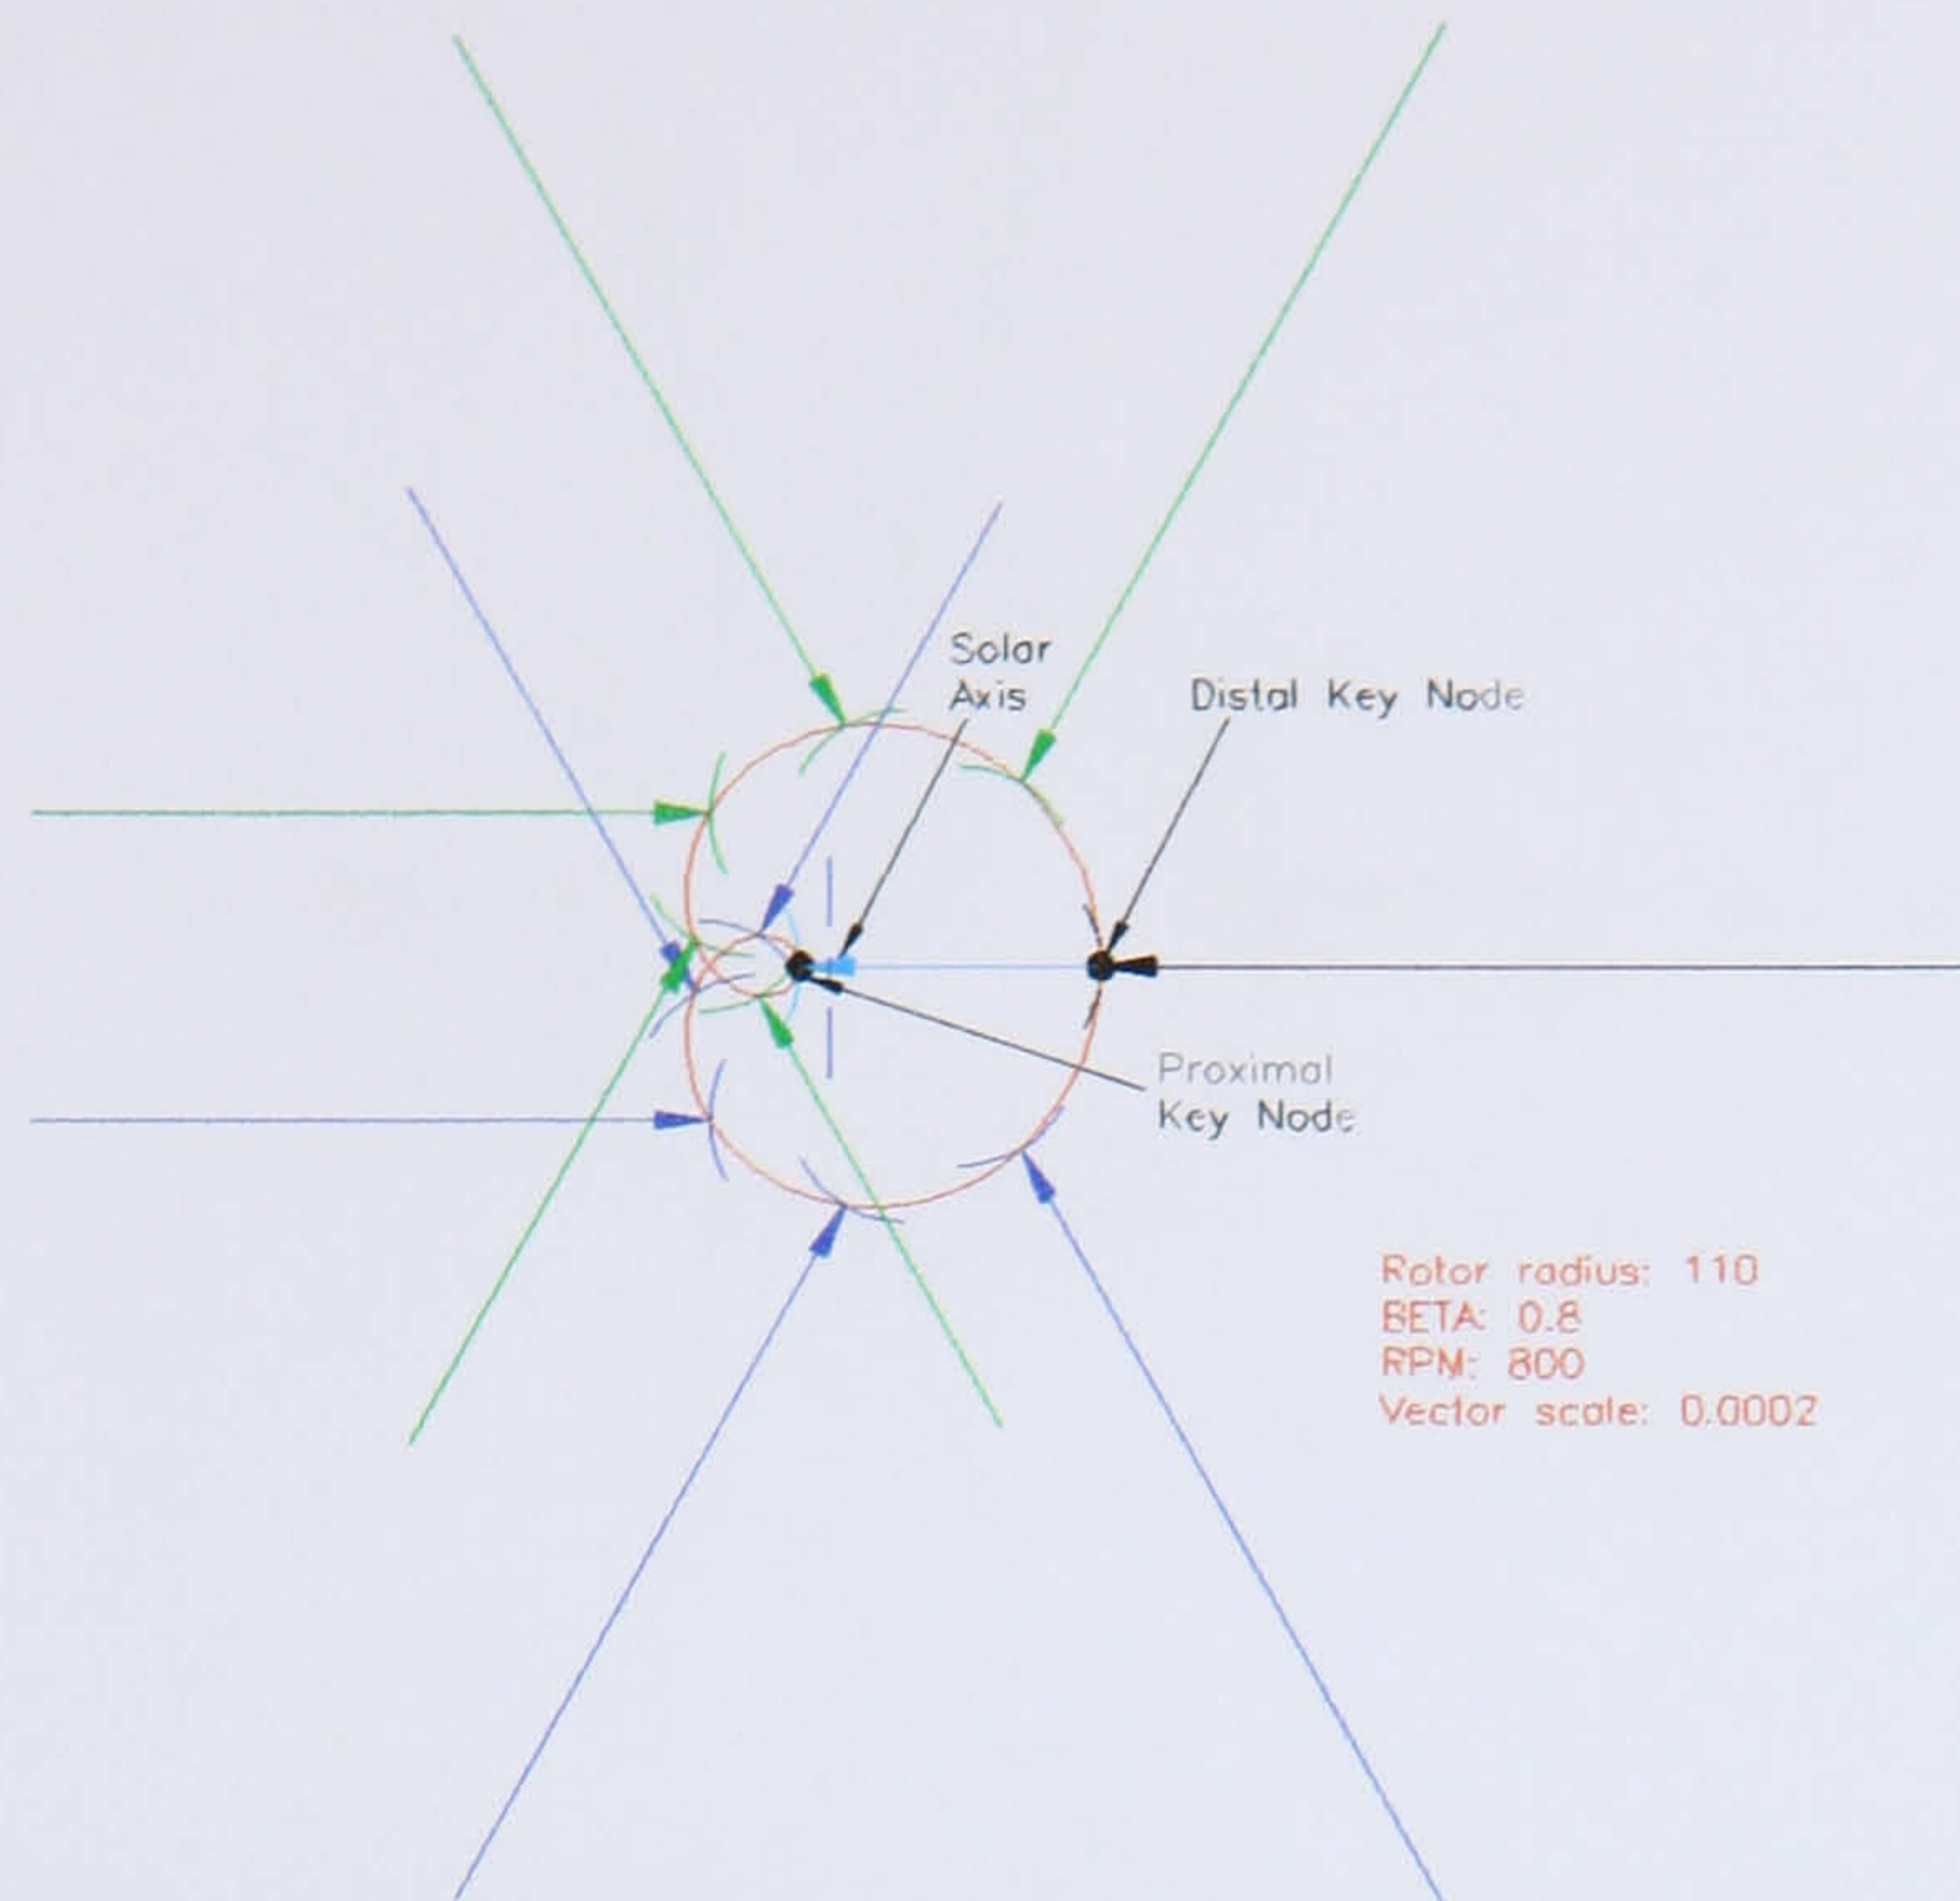 Solar
Axis
Distal Key Node
Proximal
Key Node
Rotor radius: 110
BETA: 0.8
RPM: 800
Vector scale: 0.0002